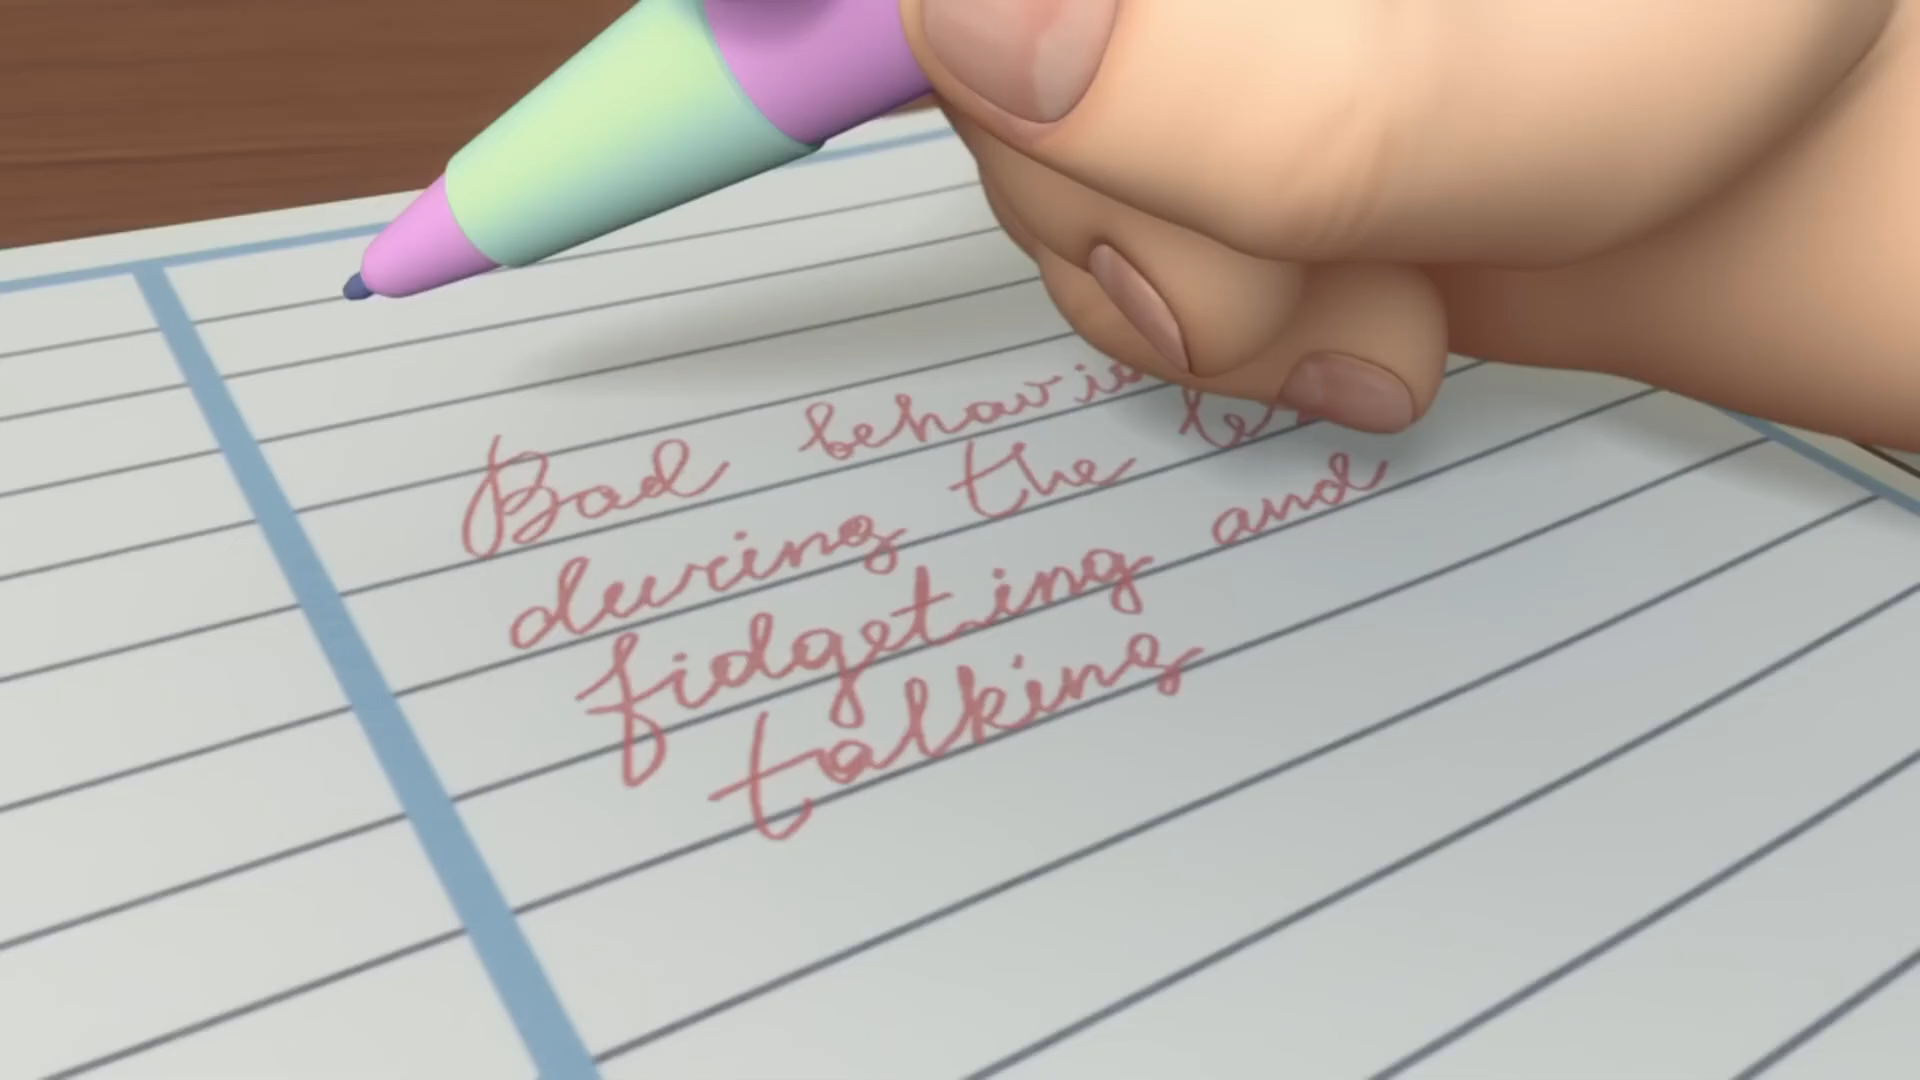 Bad
during the
fidgeting and
talking